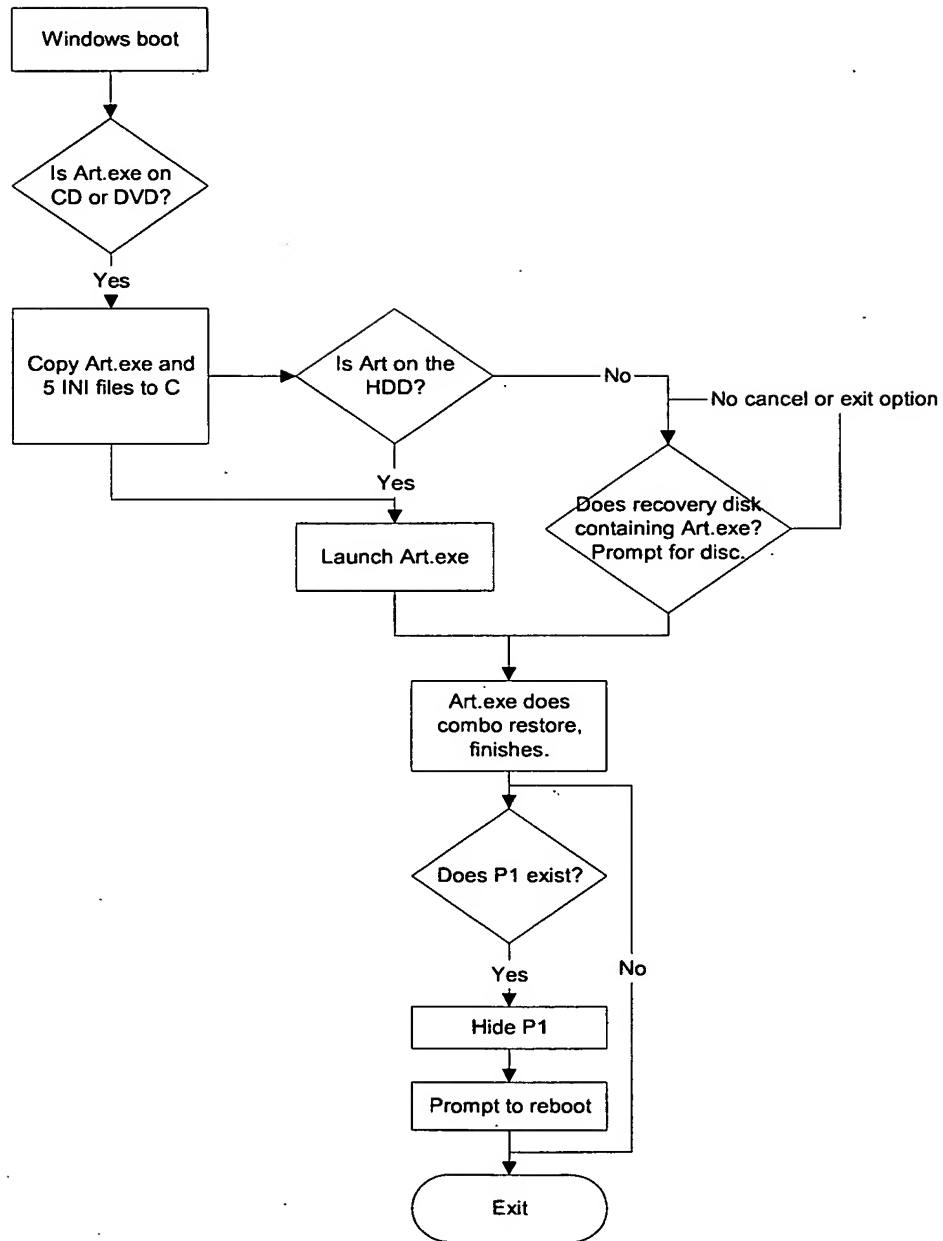 Windows boot
Is Art.exe on
CD or DVD?
Yes
Copy Art.exe and
5 INI files to C
Is Art on the
HDD?
No
No cancel or exit option
Yes
Does recovery disk
containing Art.exe?
Prompt for disc.
Launch Art.exe
Art.exe does
combo restore,
finishes.
Does P1 exist?
Yes
No
Hide P1
Prompt to reboot
Exit